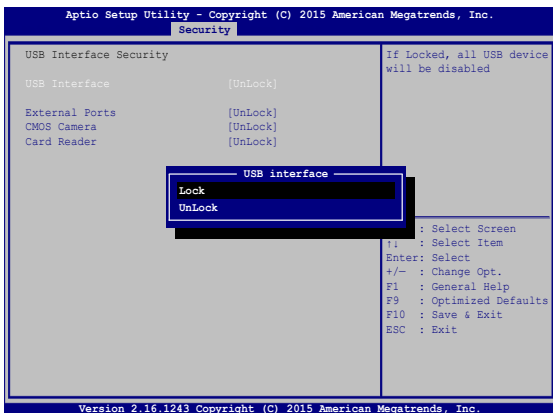 Aptio Setup Utility - Copyright (C) 2015 American Megatrends, Inc.
Security
USB Interface Security
USB Interface [UnLock]
External Ports [UnLock]
CMOS Camera [UnLock]
Card Reader [UnLock]
USB interface
Lock
UnLock
If Locked, all USB device
will be disabled
: Select Screen
↑↓ : Select Item
Enter: Select
+/— : Change Opt.
F1 : General Help
F9 : Optimized Defaults
F10 : Save & Exit
ESC : Exit
Version 2.16.1243 Copyright (C) 2015 American Megatrends, Inc.